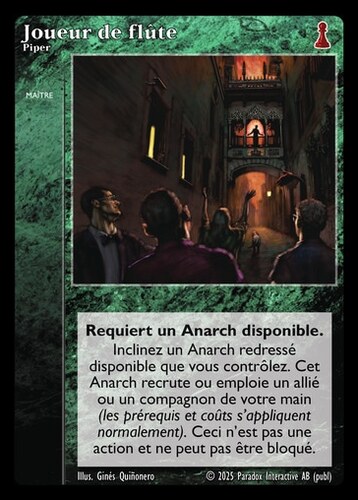 Joueur de flûte
Piper
MAÎTRE
Requiert un Anarch disponible.
Inclinez un Anarch redressé
disponible que vous contrôlez. Cet
Anarch recrute ou emploie un allié
ou un compagnon de votre main
(les prérequis et coûts s'appliquent
normalement). Ceci n'est pas une
action et ne peut pas être bloqué.
Illus. Ginés Quiñonero
© 2025 Paradox Interactive AB (publ)